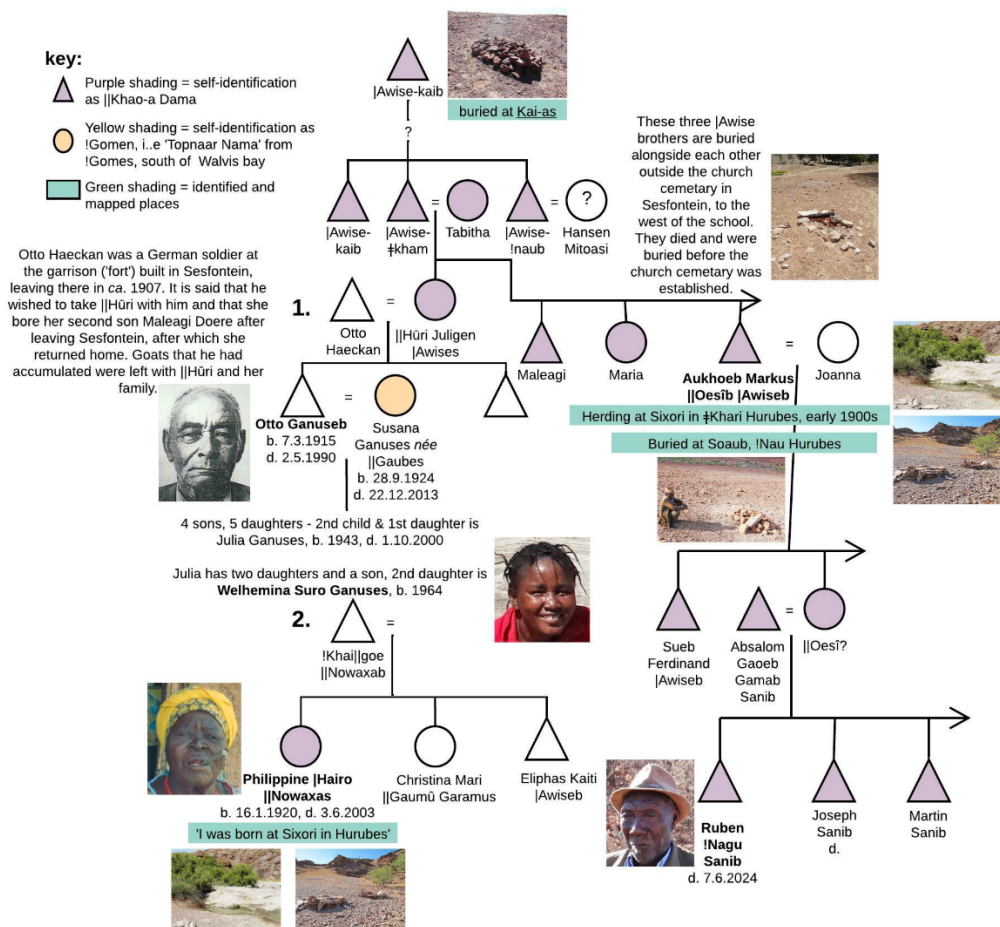 key:
Purple shading = self-identification
as ||Khao-a Dama
Yellow shading = self-identification as
!Gomen, i..e 'Topnaar Nama' from
!Gomes, south of Walvis bay
Green shading = identified and
mapped places
|Awise-kaib
buried at Kai-as
?
These three |Awise
brothers are buried
alongside each other
outside the church
cemetery in
Sesfontein, to the
west of the school.
They died and were
buried before the
church cemetery was
established.
|Awise-
kaib
|Awise-
ǂkham
=
Tabitha
|Awise-
!naub
=
?
Hansen
Mitoasi
Otto Haeckan was a German soldier at
the garrison ('fort') built in Sesfontein,
leaving there in ca. 1907. It is said that he
wished to take ||Hūri with him and that she
bore her second son Maleagi Doere after
leaving Sesfontein, after which she
returned home. Goats that he had
accumulated were left with ||Hūri and her
family.
1.
Otto
Haeckan
=
||Hūri Juligen
|Awises
Maleagi
Maria
Aukhoeb Markus
||Oesîb |Awiseb
=
Joanna
Herding at Sixori in ǂKhari Hurubes, early 1900s
Buried at Soaub, !Nau Hurubes
Otto Ganuseb
b. 7.3.1915
d. 2.5.1990
=
Susana
Ganuses née
||Gaubes
b. 28.9.1924
d. 22.12.2013
4 sons, 5 daughters - 2nd child & 1st daughter is
Julia Ganuses, b. 1943, d. 1.10.2000
Julia has two daughters and a son, 2nd daughter is
Welhemina Suro Ganuses, b. 1964
2.
=
!Khai||goe
||Nowaxab
Sueb
Ferdinand
|Awiseb
Absalom
Gaoeb
Gamab
Sanib
=
||Oesî?
Philippine |Hairo
||Nowaxas
b. 16.1.1920, d. 3.6.2003
'I was born at Sixori in Hurubes'
Christina Mari
||Gaumû Garamus
Eliphas Kaiti
|Awiseb
Ruben
!Nagu
Sanib
d. 7.6.2024
Joseph
Sanib
d.
Martin
Sanib